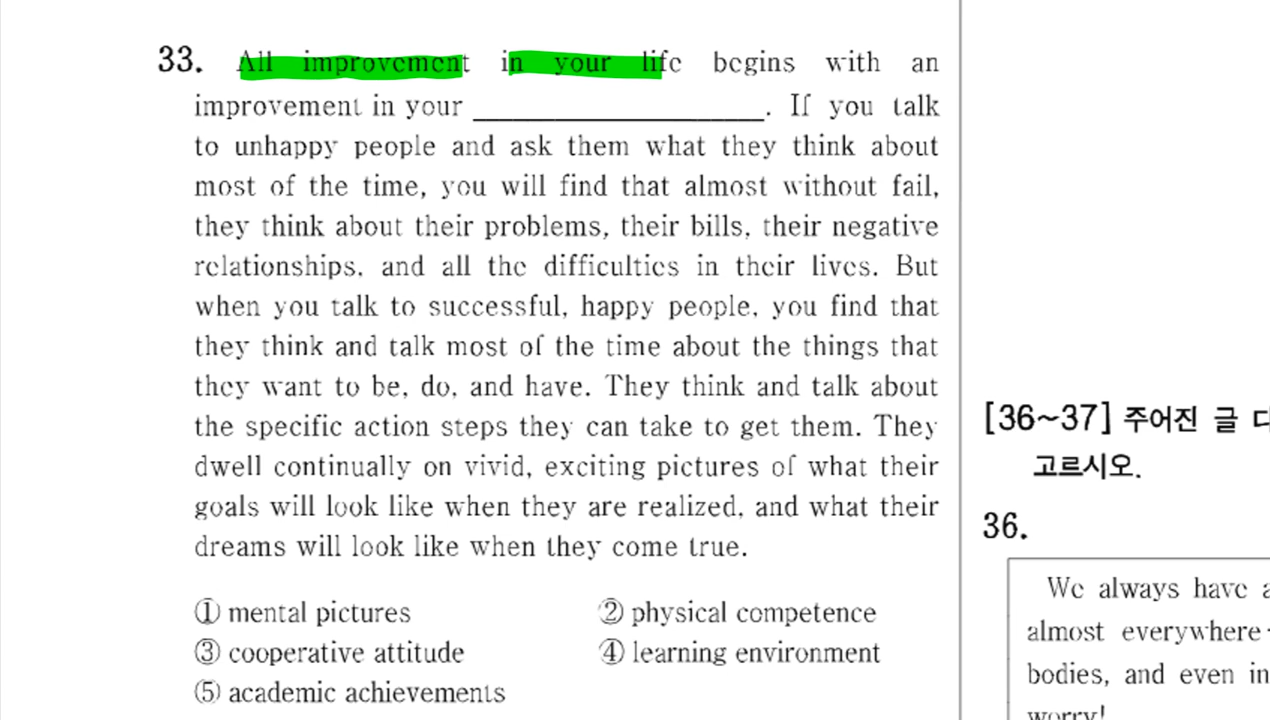 33. All improvement in your life begins with an
improvement in your ____________________. If you talk
to unhappy people and ask them what they think about
most of the time, you will find that almost without fail,
they think about their problems, their bills, their negative
relationships, and all the difficulties in their lives. But
when you talk to successful, happy people, you find that
they think and talk most of the time about the things that
they want to be, do, and have. They think and talk about
the specific action steps they can take to get them. They
dwell continually on vivid, exciting pictures of what their
goals will look like when they are realized, and what their
dreams will look like when they come true.
① mental pictures ② physical competence
③ cooperative attitude ④ learning environment
⑤ academic achievements
[36~37] 주어진 글
고르시오.
36.
We always have
almost everywhere
bodies, and even in
worry!